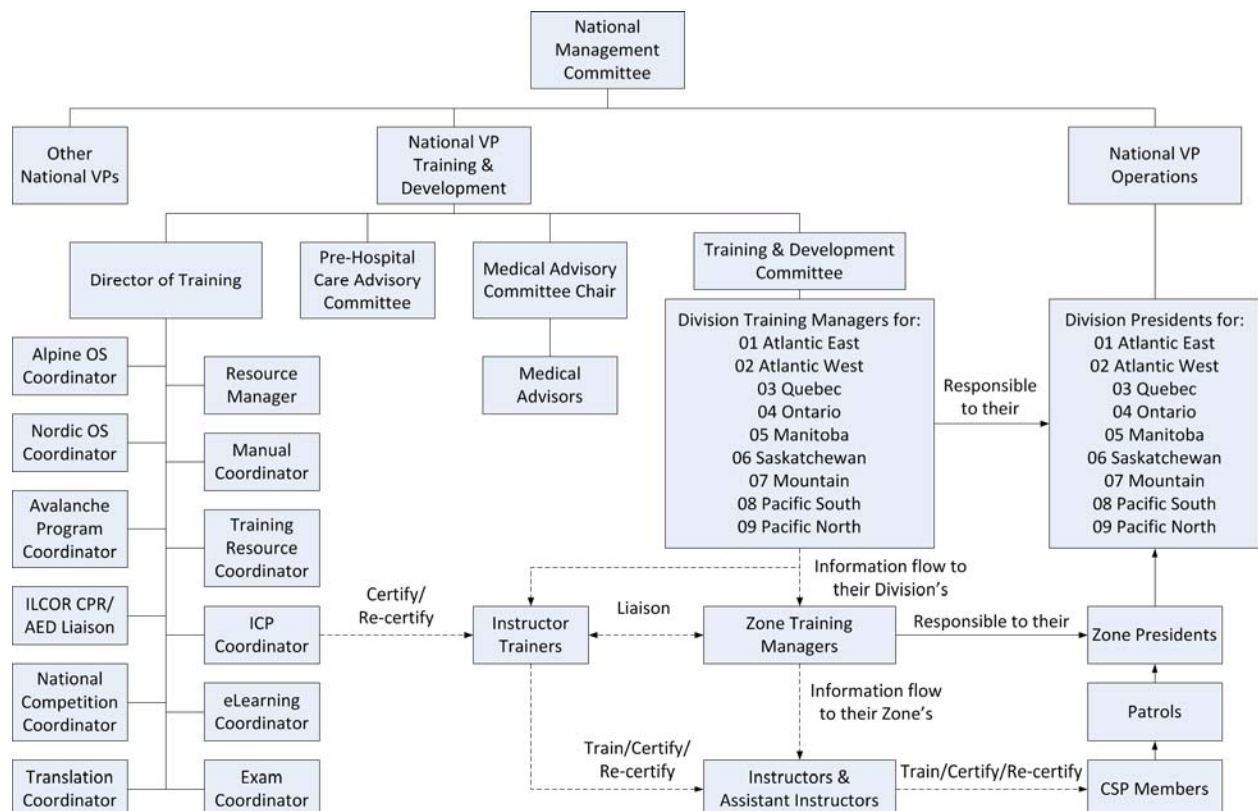 National
Management
Committee
Other
National VPs
National VP
Training &
Development
National VP
Operations
Director of Training
Pre-Hospital
Care Advisory
Committee
Medical Advisory
Committee Chair
Training & Development
Committee
Medical
Advisors
Division Training Managers for:
01 Atlantic East
02 Atlantic West
03 Quebec
04 Ontario
05 Manitoba
06 Saskatchewan
07 Mountain
08 Pacific South
09 Pacific North
Responsible
to their
Division Presidents for:
01 Atlantic East
02 Atlantic West
03 Quebec
04 Ontario
05 Manitoba
06 Saskatchewan
07 Mountain
08 Pacific South
09 Pacific North
Alpine OS
Coordinator
Resource
Manager
Nordic OS
Coordinator
Manual
Coordinator
Avalanche
Program
Coordinator
Training
Resource
Coordinator
ILCOR CPR/
AED Liaison
ICP
Coordinator
National
Competition
Coordinator
eLearning
Coordinator
Translation
Coordinator
Exam
Coordinator
Certify/
Re-certify
Instructor
Trainers
Liaison
Information flow to
their Division's
Zone Training
Managers
Responsible to their
Zone Presidents
Information flow
to their Zone's
Patrols
Train/Certify/
Re-certify
Instructors &
Assistant Instructors
Train/Certify/Re-certify
CSP Members